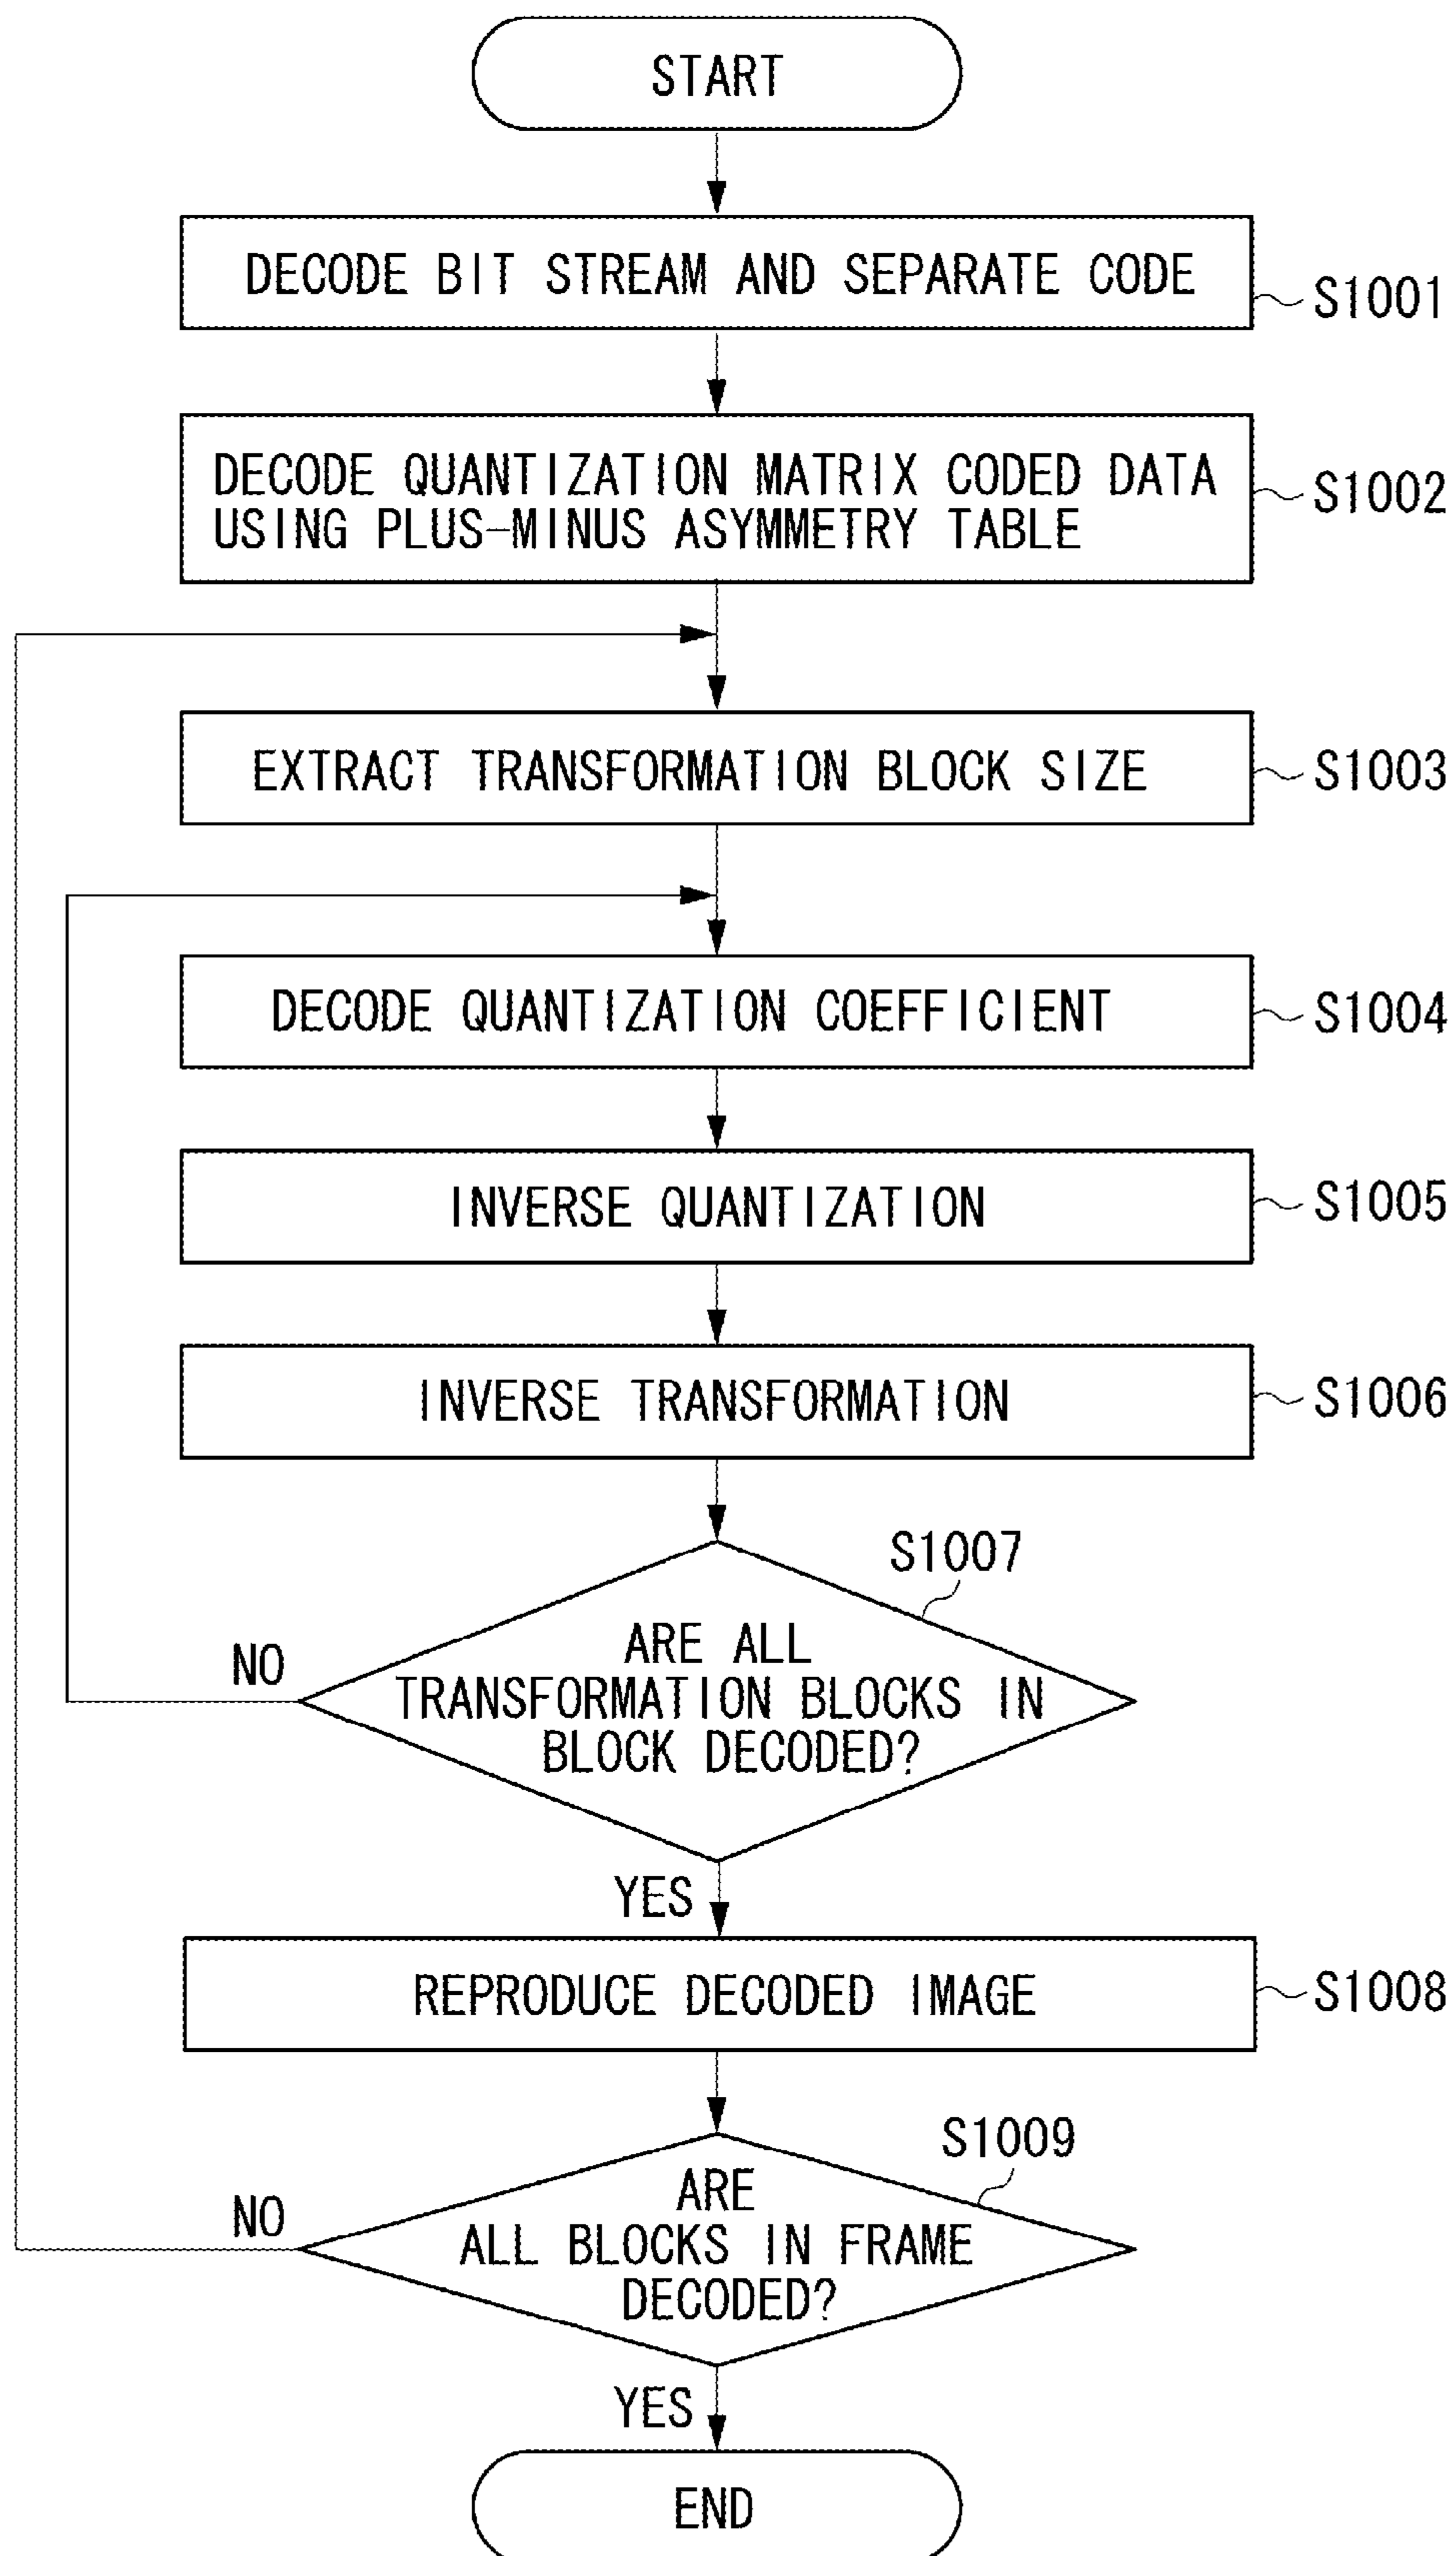 START
DECODE BIT STREAM AND SEPARATE CODE
S1001
DECODE QUANTIZATION MATRIX CODED DATA
USING PLUS-MINUS ASYMMETRY TABLE
S1002
EXTRACT TRANSFORMATION BLOCK SIZE
S1003
DECODE QUANTIZATION COEFFICIENT
S1004
INVERSE QUANTIZATION
S1005
INVERSE TRANSFORMATION
S1006
S1007
ARE ALL
TRANSFORMATION BLOCKS IN
BLOCK DECODED?
NO
YES
REPRODUCE DECODED IMAGE
S1008
S1009
ARE
ALL BLOCKS IN FRAME
DECODED?
NO
YES
END